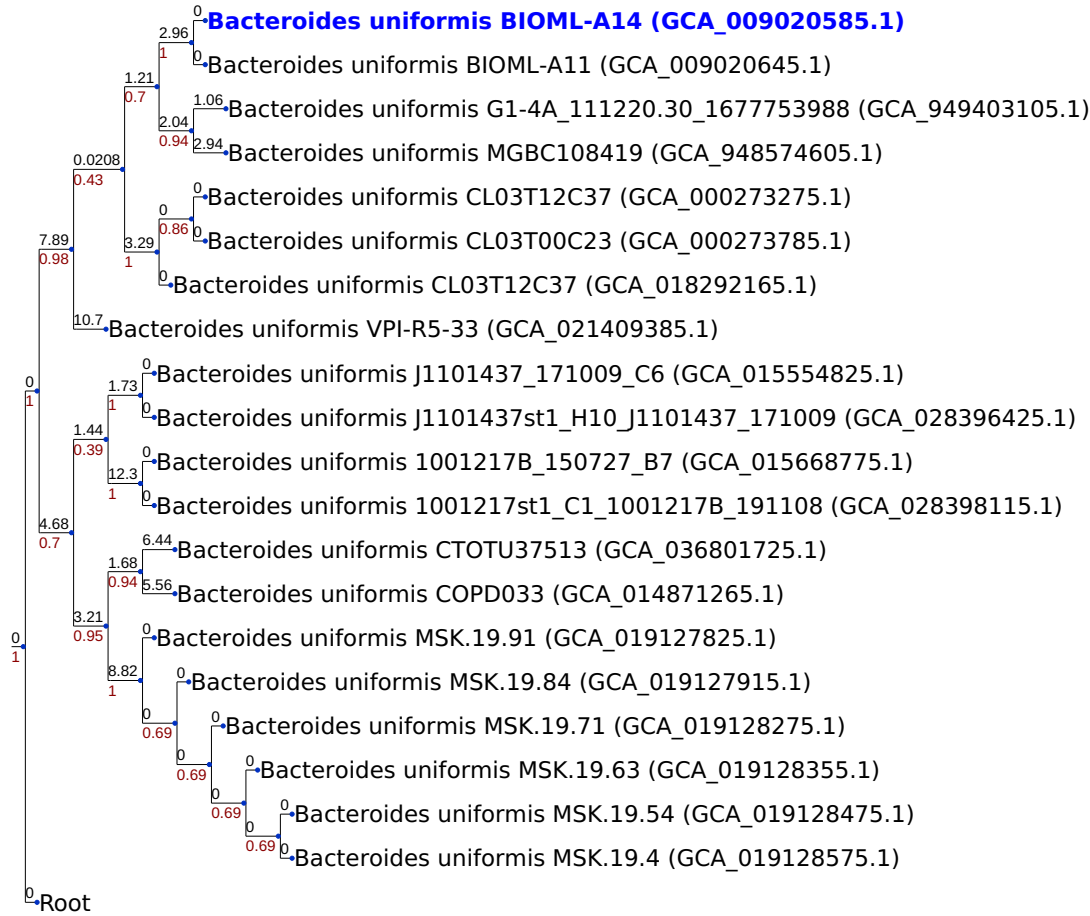 0
Bacteroides uniformis BIOML-A14 (GCA_009020585.1)
2.96
1
0
Bacteroides uniformis BIOML-A11 (GCA_009020645.1)
1.21
0.7
1.06
Bacteroides uniformis G1-4A_111220.30_1677753988 (GCA_949403105.1)
2.04
0.94
2.94
Bacteroides uniformis MGBC108419 (GCA_948574605.1)
0.0208
0.43
0
Bacteroides uniformis CL03T12C37 (GCA_000273275.1)
0
0.86
0
Bacteroides uniformis CL03T00C23 (GCA_000273785.1)
7.89
0.98
3.29
1
0
Bacteroides uniformis CL03T12C37 (GCA_018292165.1)
10.7
Bacteroides uniformis VPI-R5-33 (GCA_021409385.1)
0
1
0
Bacteroides uniformis J1101437_171009_C6 (GCA_015554825.1)
1.73
1
0
Bacteroides uniformis J1101437st1_H10_J1101437_171009 (GCA_028396425.1)
1.44
0.39
0
Bacteroides uniformis 1001217B_150727_B7 (GCA_015668775.1)
12.3
1
0
Bacteroides uniformis 1001217st1_C1_1001217B_191108 (GCA_028398115.1)
4.68
0.7
6.44
Bacteroides uniformis CTOTU37513 (GCA_036801725.1)
1.68
0.94
5.56
Bacteroides uniformis COPD033 (GCA_014871265.1)
3.21
0.95
0
Bacteroides uniformis MSK.19.91 (GCA_019127825.1)
0
1
8.82
1
0
Bacteroides uniformis MSK.19.84 (GCA_019127915.1)
0
0.69
0
Bacteroides uniformis MSK.19.71 (GCA_019128275.1)
0
0.69
0
Bacteroides uniformis MSK.19.63 (GCA_019128355.1)
0
0.69
0
Bacteroides uniformis MSK.19.54 (GCA_019128475.1)
0
0.69
0
Bacteroides uniformis MSK.19.4 (GCA_019128575.1)
0
Root